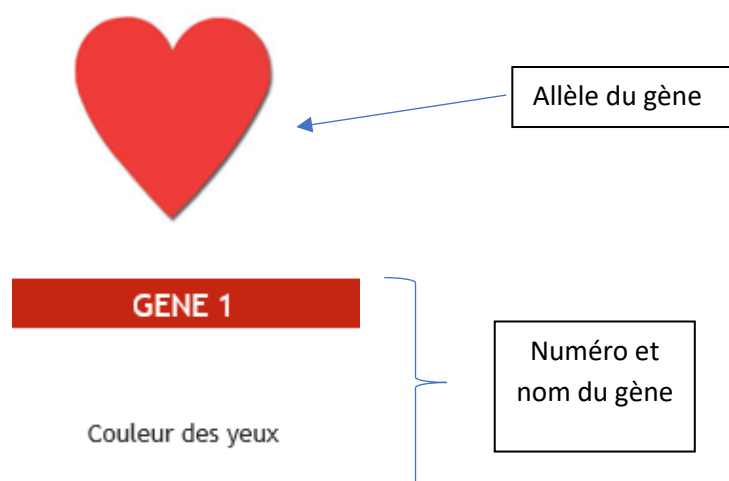 Allèle du gène
GENE 1
Numéro et
nom du gène
Couleur des yeux